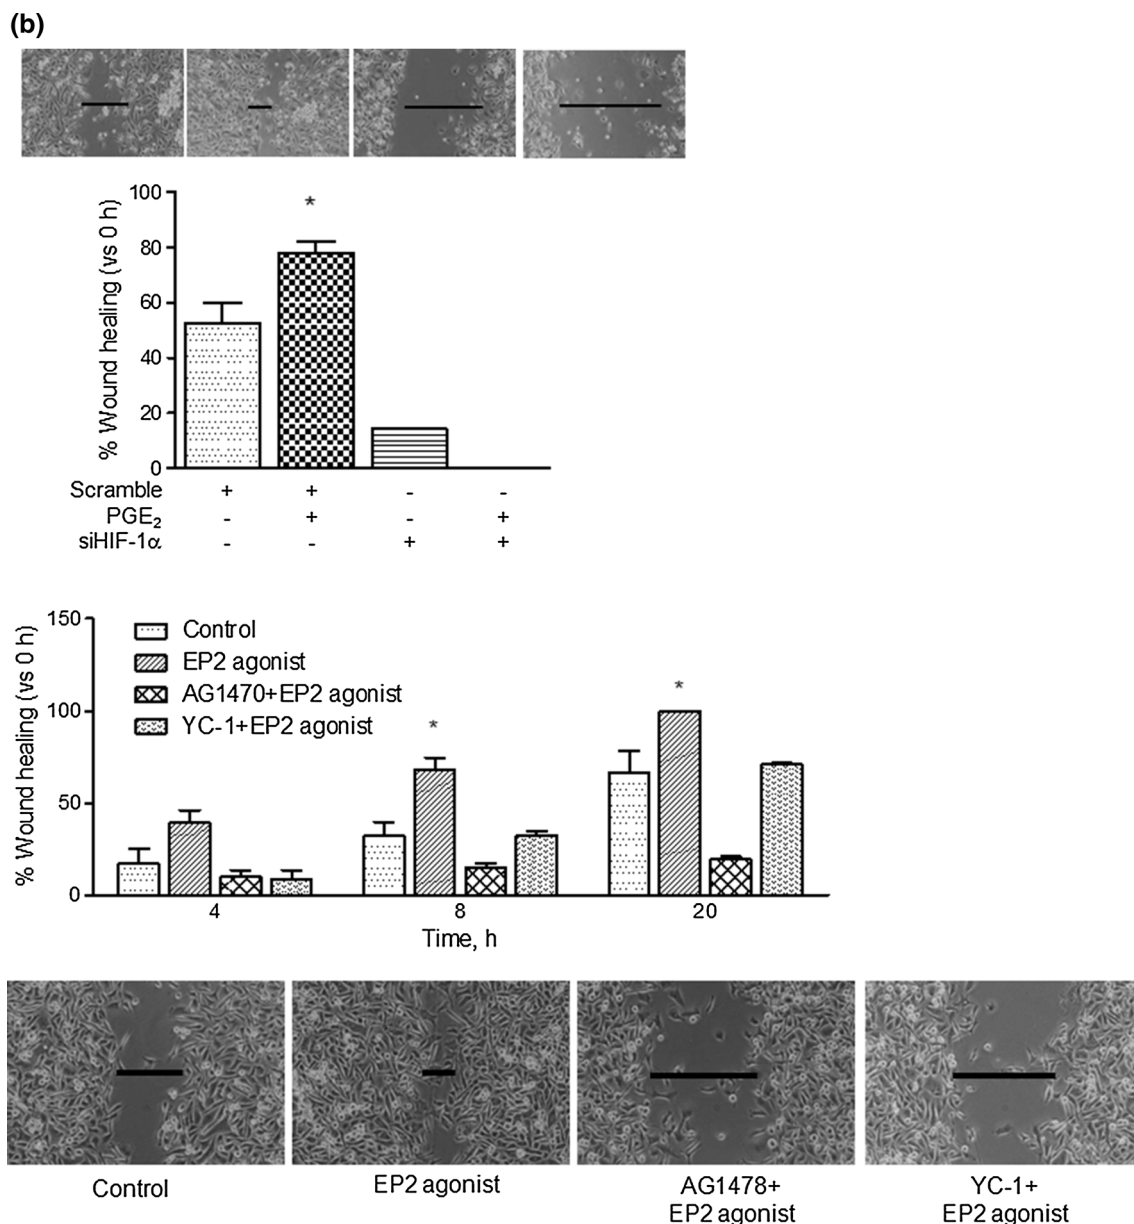 (b)
% Wound healing (vs 0 h)
100
*
80
60
40
20
0
Scramble + + - -
PGE₂ - + - +
siHIF-1α - - + +
% Wound healing (vs 0 h)
150
100
50
0
Control
EP2 agonist
AG1470+EP2 agonist
YC-1+EP2 agonist
*
*
4 8 20
Time, h
Control
EP2 agonist
AG1478+
EP2 agonist
YC-1+
EP2 agonist